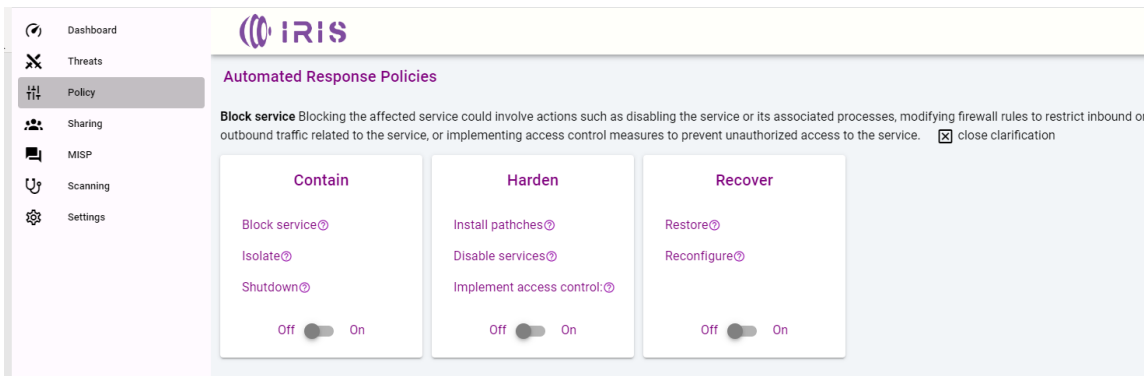 Dashboard
Threats
Policy
Sharing
MISP
Scanning
Settings
IRIS
Automated Response Policies
Block service Blocking the affected service could involve actions such as disabling the service or its associated processes, modifying firewall rules to restrict inbound or
outbound traffic related to the service, or implementing access control measures to prevent unauthorized access to the service. close clarification
Contain
Block service
Isolate
Shutdown
Off On
Harden
Install pathches
Disable services
Implement access control:
Off On
Recover
Restore
Reconfigure
Off On